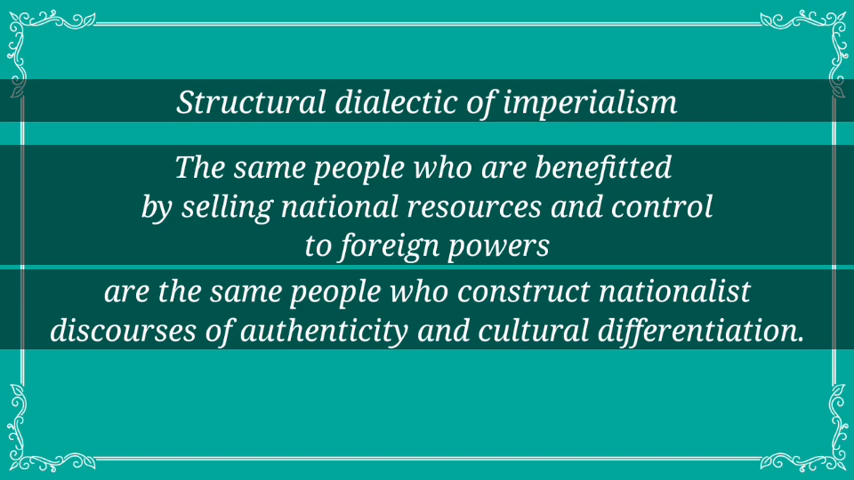 Structural dialectic of imperialism
The same people who are benefitted
by selling national resources and control
to foreign powers
are the same people who construct nationalist
discourses of authenticity and cultural differentiation.